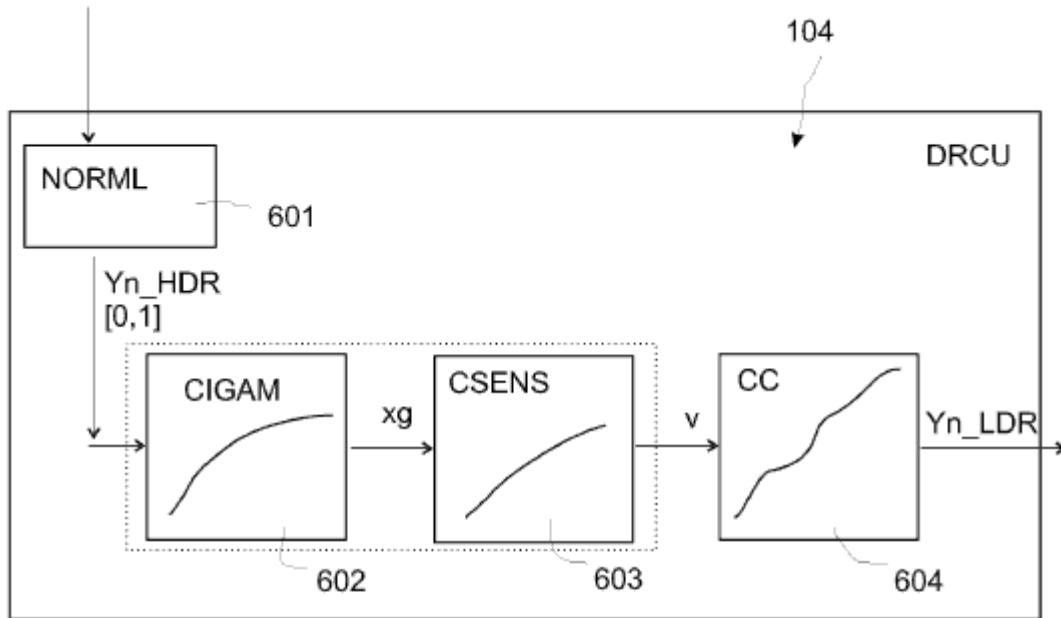 104
DRCU
NORML
601
Yn_HDR
[0,1]
CIGAM
xg
CSENS
v
CC
Yn_LDR
602
603
604